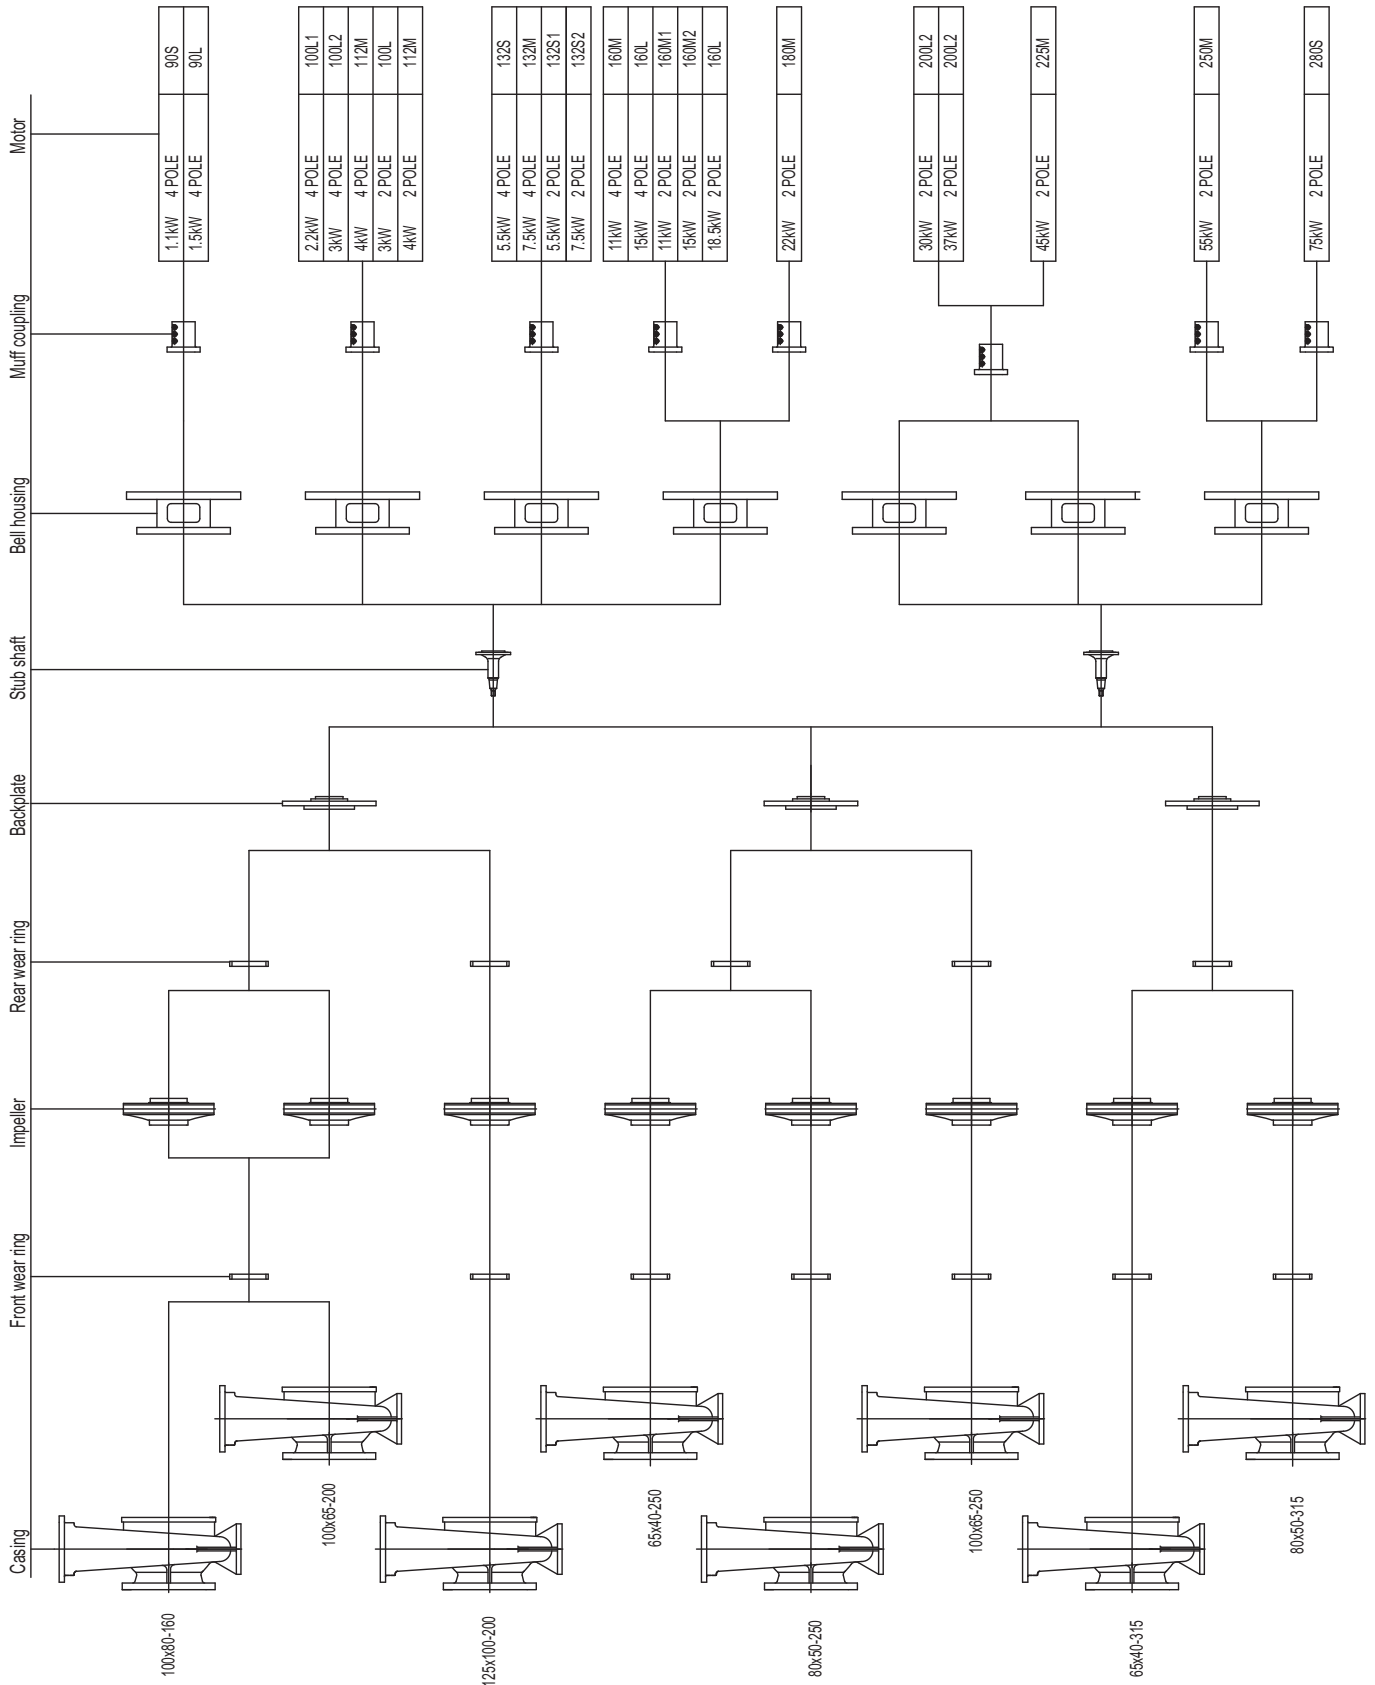 Casing
Front wear ring
Impeller
Rear wear ring
Backplate
Stub shaft
Bell housing
Muff coupling
Motor
1.1kW 4 POLE 90S
1.5kW 4 POLE 90L
2.2kW 4 POLE 100L1
3kW 4 POLE 100L2
4kW 4 POLE 112M
3kW 2 POLE 100L
4kW 2 POLE 112M
5.5kW 4 POLE 132S
7.5kW 4 POLE 132M
5.5kW 2 POLE 132S1
7.5kW 2 POLE 132S2
11kW 4 POLE 160M
15kW 4 POLE 160L
11kW 2 POLE 160M1
15kW 2 POLE 160M2
18.5kW 2 POLE 160L
22kW 2 POLE 180M
30kW 2 POLE 200L2
37kW 2 POLE 200L2
45kW 2 POLE 225M
55kW 2 POLE 250M
75kW 2 POLE 280S
100x80-160
100x65-200
125x100-200
65x40-250
80x50-250
100x65-250
65x40-315
80x50-315